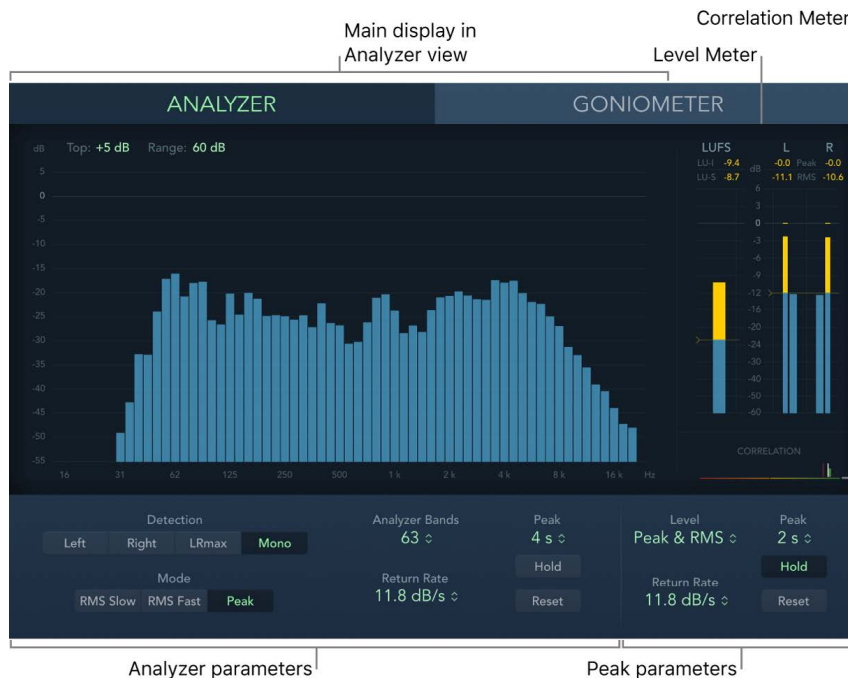 Correlation Meter
Main display in
Analyzer view
Level Meter
ANALYZER
GONIOMETER
dB Top: +5 dB Range: 60 dB
5
0
-5
-10
-15
-20
-25
-30
-35
-40
-45
-50
-55
16 31 62 125 250 500 1 k 2 k 4 k 8 k 16 k Hz
LUFS L R
LU-I -9.4 -0.0 Peak -0.0
LU-S -8.7 dB -11.1 RMS -10.6
6
3
0
-3
-6
-9
-12
-16
-20
-24
-30
-40
-50
-60
CORRELATION
Detection
Left Right LRmax Mono
Mode
RMS Slow RMS Fast Peak
Analyzer Bands
63
Return Rate
11.8 dB/s
Peak
4 s
Hold
Reset
Level
Peak & RMS
Return Rate
11.8 dB/s
Peak
2 s
Hold
Reset
Analyzer parameters
Peak parameters